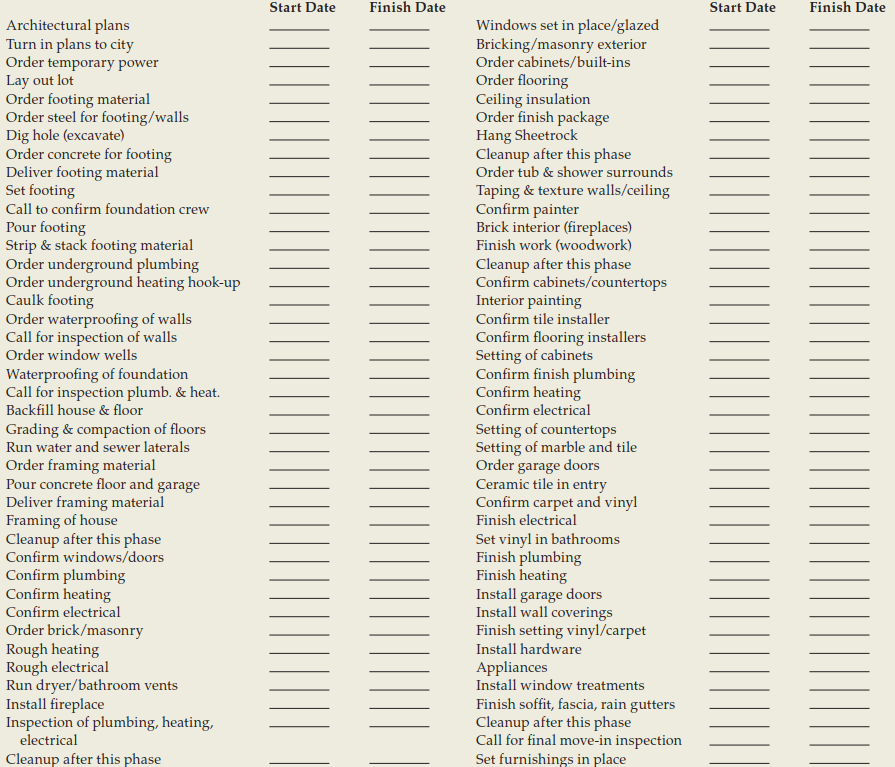 Start Date Finish Date
Architectural plans
Turn in plans to city
Order temporary power
Lay out lot
Order footing material
Order steel for footing/walls
Dig hole (excavate)
Order concrete for footing
Deliver footing material
Set footing
Call to confirm foundation crew
Pour footing
Strip & stack footing material
Order underground plumbing
Order underground heating hook-up
Caulk footing
Order waterproofing of walls
Call for inspection of walls
Order window wells
Waterproofing of foundation
Call for inspection plumb. & heat.
Backfill house & floor
Grading & compaction of floors
Run water and sewer laterals
Order framing material
Pour concrete floor and garage
Deliver framing material
Framing of house
Cleanup after this phase
Confirm windows/doors
Confirm plumbing
Confirm heating
Confirm electrical
Order brick/masonry
Rough heating
Rough electrical
Run dryer/bathroom vents
Install fireplace
Inspection of plumbing, heating,
electrical
Cleanup after this phase
Start Date Finish Date
Windows set in place/glazed
Bricking/masonry exterior
Order cabinets/built-ins
Order flooring
Ceiling insulation
Order finish package
Hang Sheetrock
Cleanup after this phase
Order tub & shower surrounds
Taping & texture walls/ceiling
Confirm painter
Brick interior (fireplaces)
Finish work (woodwork)
Cleanup after this phase
Confirm cabinets/countertops
Interior painting
Confirm tile installer
Confirm flooring installers
Setting of cabinets
Confirm finish plumbing
Confirm heating
Confirm electrical
Setting of countertops
Setting of marble and tile
Order garage doors
Ceramic tile in entry
Confirm carpet and vinyl
Finish electrical
Set vinyl in bathrooms
Finish plumbing
Finish heating
Install garage doors
Install wall coverings
Finish setting vinyl/carpet
Install hardware
Appliances
Install window treatments
Finish soffit, fascia, rain gutters
Cleanup after this phase
Call for final move-in inspection
Set furnishings in place